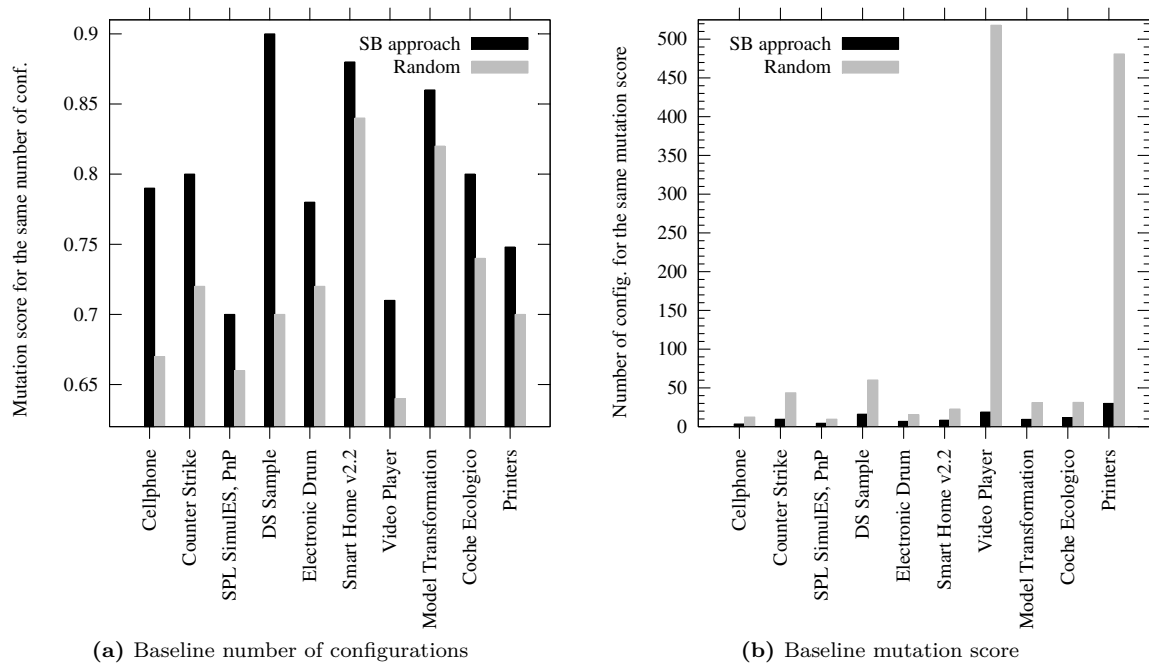 Mutation score for the same number of conf.
0.9
0.85
0.8
0.75
0.7
0.65
SB approach
Random
Cellphone
Counter Strike
SPL SimulES, PnP
DS Sample
Electronic Drum
Smart Home v2.2
Video Player
Model Transformation
Coche Ecologico
Printers
(a) Baseline number of configurations
Number of config. for the same mutation score
500
450
400
350
300
250
200
150
100
50
0
SB approach
Random
Cellphone
Counter Strike
SPL SimulES, PnP
DS Sample
Electronic Drum
Smart Home v2.2
Video Player
Model Transformation
Coche Ecologico
Printers
(b) Baseline mutation score